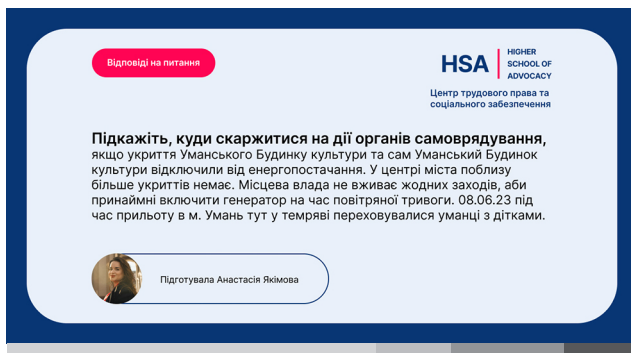 Відповіді на питання
HSA
HIGHER
SCHOOL OF
ADVOCACY
Центр трудового права та
соціального забезпечення
Підкажіть, куди скаржитися на дії органів самоврядування,
якщо укриття Уманського Будинку культури та сам Уманський Будинок
культури відключили від енергопостачання. У центрі міста поблизу
більше укриттів немає. Місцева влада не вживає жодних заходів, аби
принаймні включити генератор на час повітряної тривоги. 08.06.23 під
час прильоту в м. Умань тут у темряві переховувалися уманці з дітками.
Підготувала Анастасія Якімова